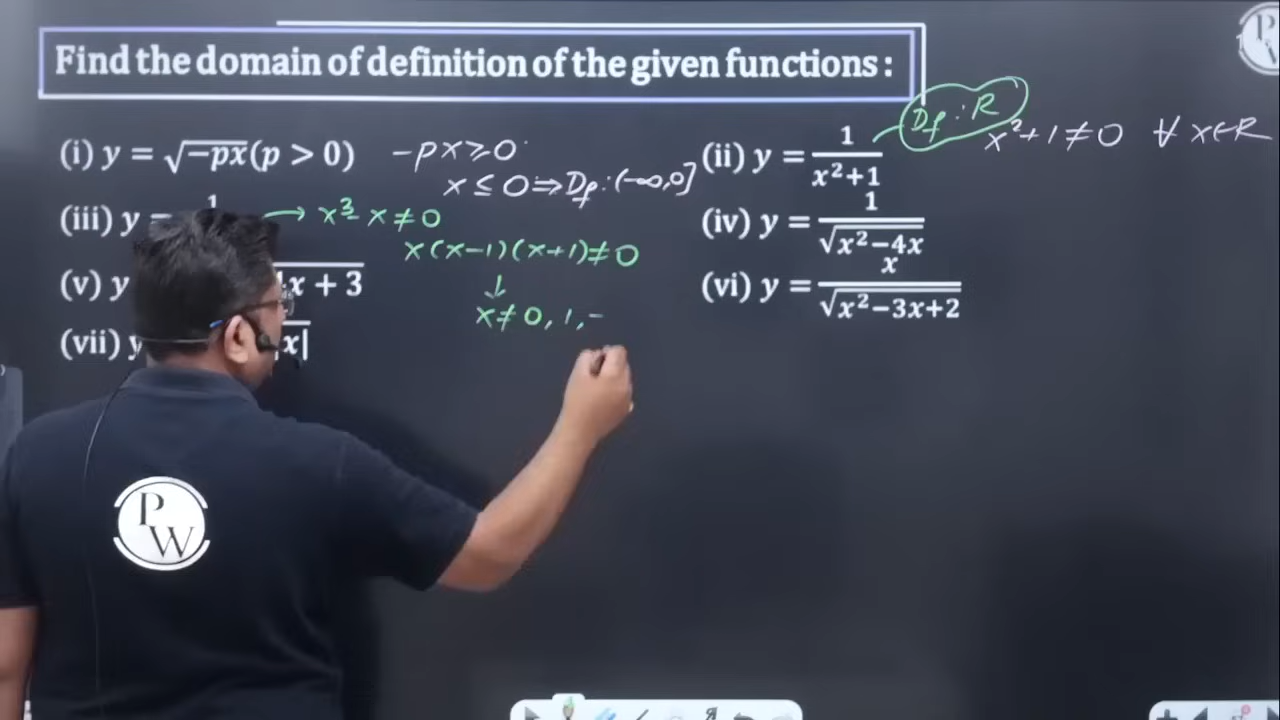 Find the domain of definition of the given functions :
(i) y = √-px (p > 0) -px ≥ 0
x ≤ 0 ⇒ Df : (-∞, 0]
(ii) y = 1/x²+1 Df : R
x² + 1 ≠ 0 ∀ x ∈ R
(iii) y = 1 → x³ - x ≠ 0
x(x-1)(x+1) ≠ 0
↓
x ≠ 0, 1, -
(iv) y = 1/√x²-4x
(v) y x + 3
(vi) y = x/√x²-3x+2
(vii) y |x|
P
W